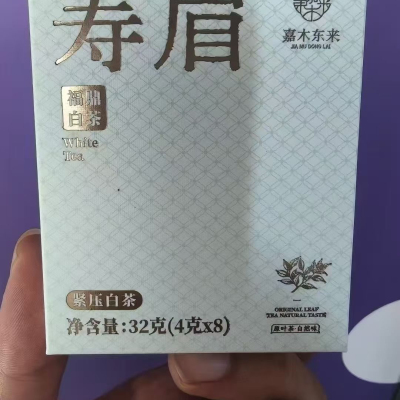 寿眉
嘉木东来
JIA MU DONG LAI
福鼎
白茶
White
Tea
紧压白茶
净含量:32克(4克x8)
ORIGINAL LEAF
TEA NATURAL TASTE
原叶茶·自然味